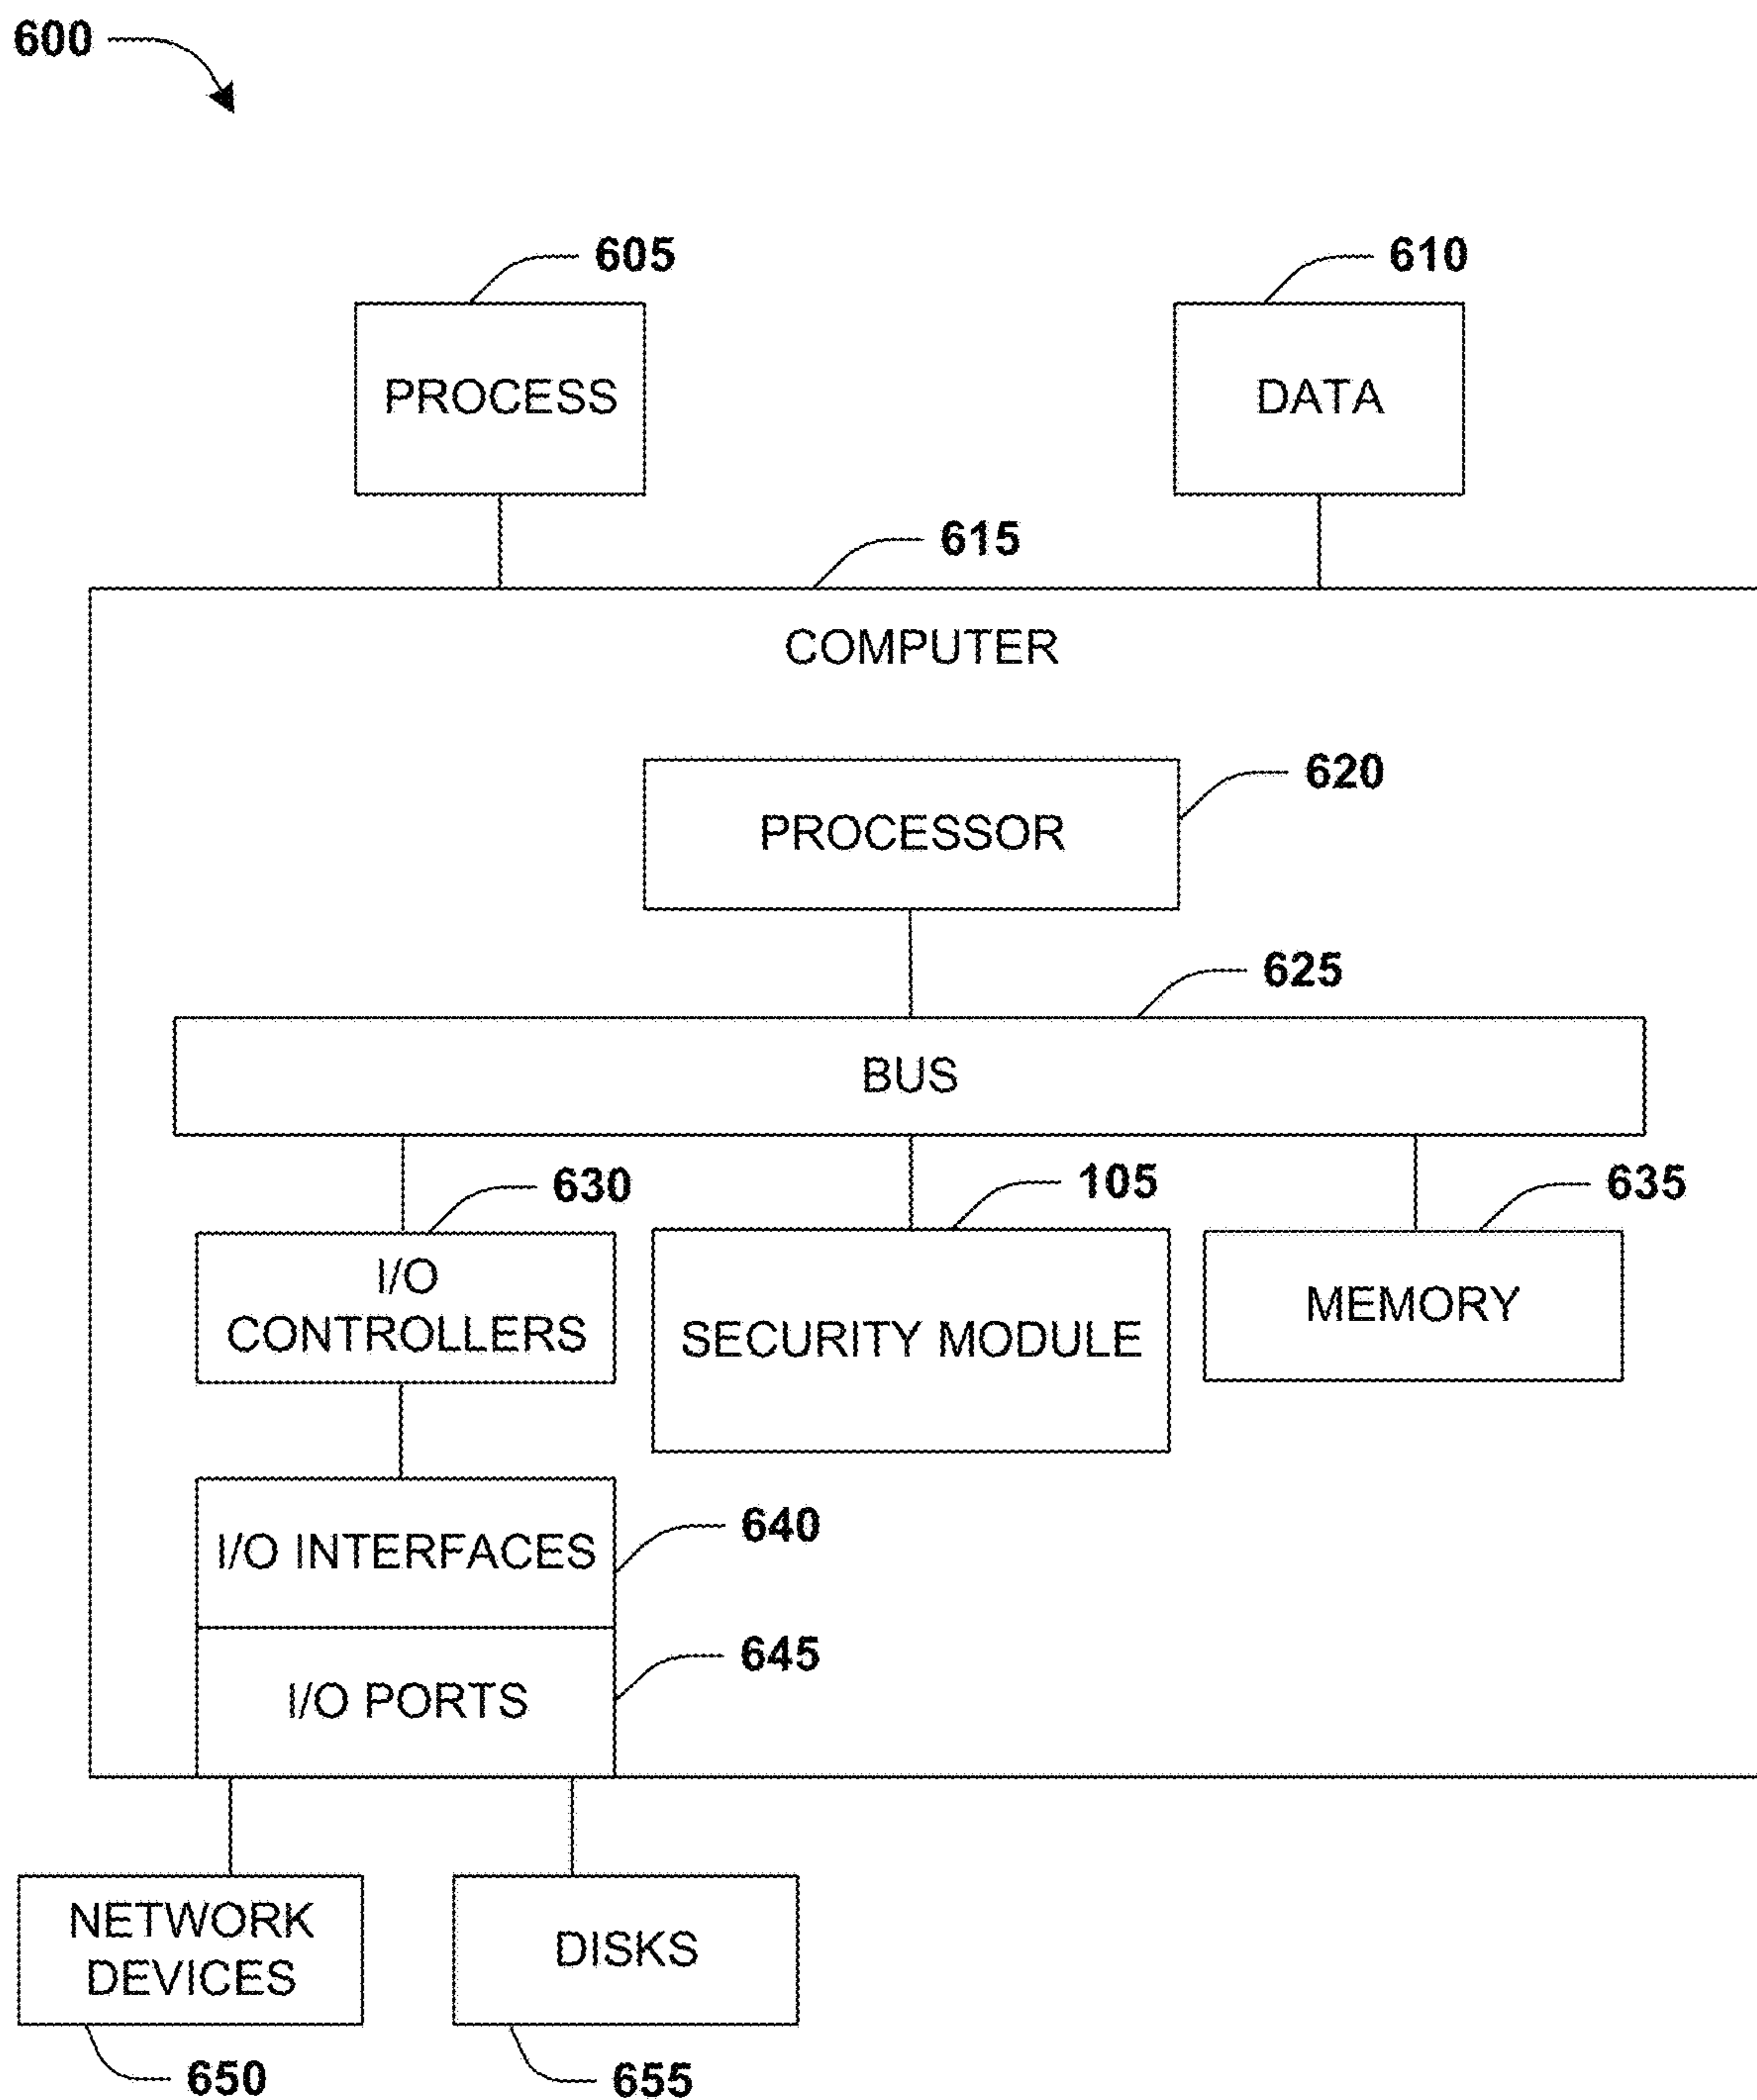 600
605
610
PROCESS
DATA
615
COMPUTER
620
PROCESSOR
625
BUS
630
105
635
I/O
CONTROLLERS
SECURITY MODULE
MEMORY
640
I/O INTERFACES
645
I/O PORTS
NETWORK
DEVICES
DISKS
650
655